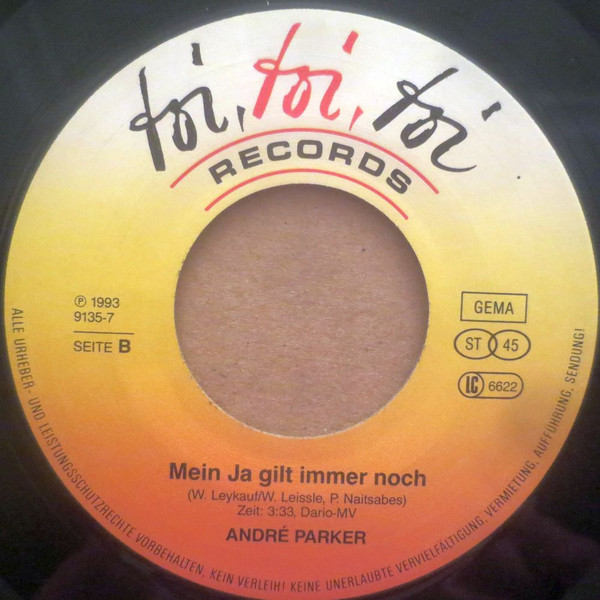 toi, toi, toi
RECORDS
℗ 1993
9135-7
SEITE B
GEMA
ST 45
LC 6622
Mein Ja gilt immer noch
(W. Leykauf/W. Leissle, P. Naitsabes)
Zeit: 3:33, Dario-MV
ANDRÉ PARKER
ALLE URHEBER- UND LEISTUNGSSCHUTZRECHTE VORBEHALTEN, KEIN VERLEIH! KEINE UNERLAUBTE VERVIELFÄLTIGUNG, VERMIETUNG, AUFFÜHRUNG, SENDUNG!